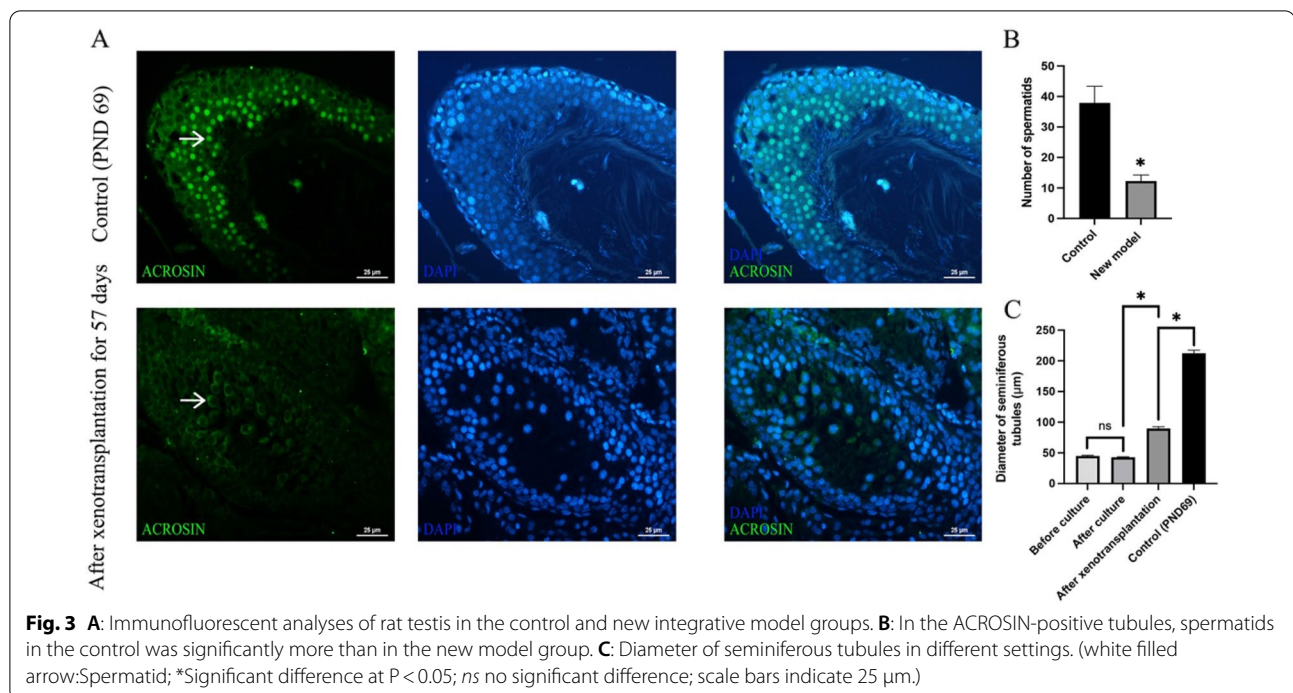 A
B
Control (PND 69)
After xenotransplantation for 57 days
ACROSIN
25 µm
DAPI
25 µm
DAPI
ACROSIN
25 µm
ACROSIN
25 µm
DAPI
25 µm
DAPI
ACROSIN
25 µm
Number of spermatids
50
40
30
20
10
0
*
Control
New model
C
Diameter of seminiferous
tubules (µm)
250
200
150
100
50
0
ns
*
*
Before culture
After culture
After xenotransplantation
Control (PND69)
Fig. 3 A: Immunofluorescent analyses of rat testis in the control and new integrative model groups. B: In the ACROSIN-positive tubules, spermatids
in the control was significantly more than in the new model group. C: Diameter of seminiferous tubules in different settings. (white filled
arrow:Spermatid; *Significant difference at P < 0.05; ns no significant difference; scale bars indicate 25 µm.)